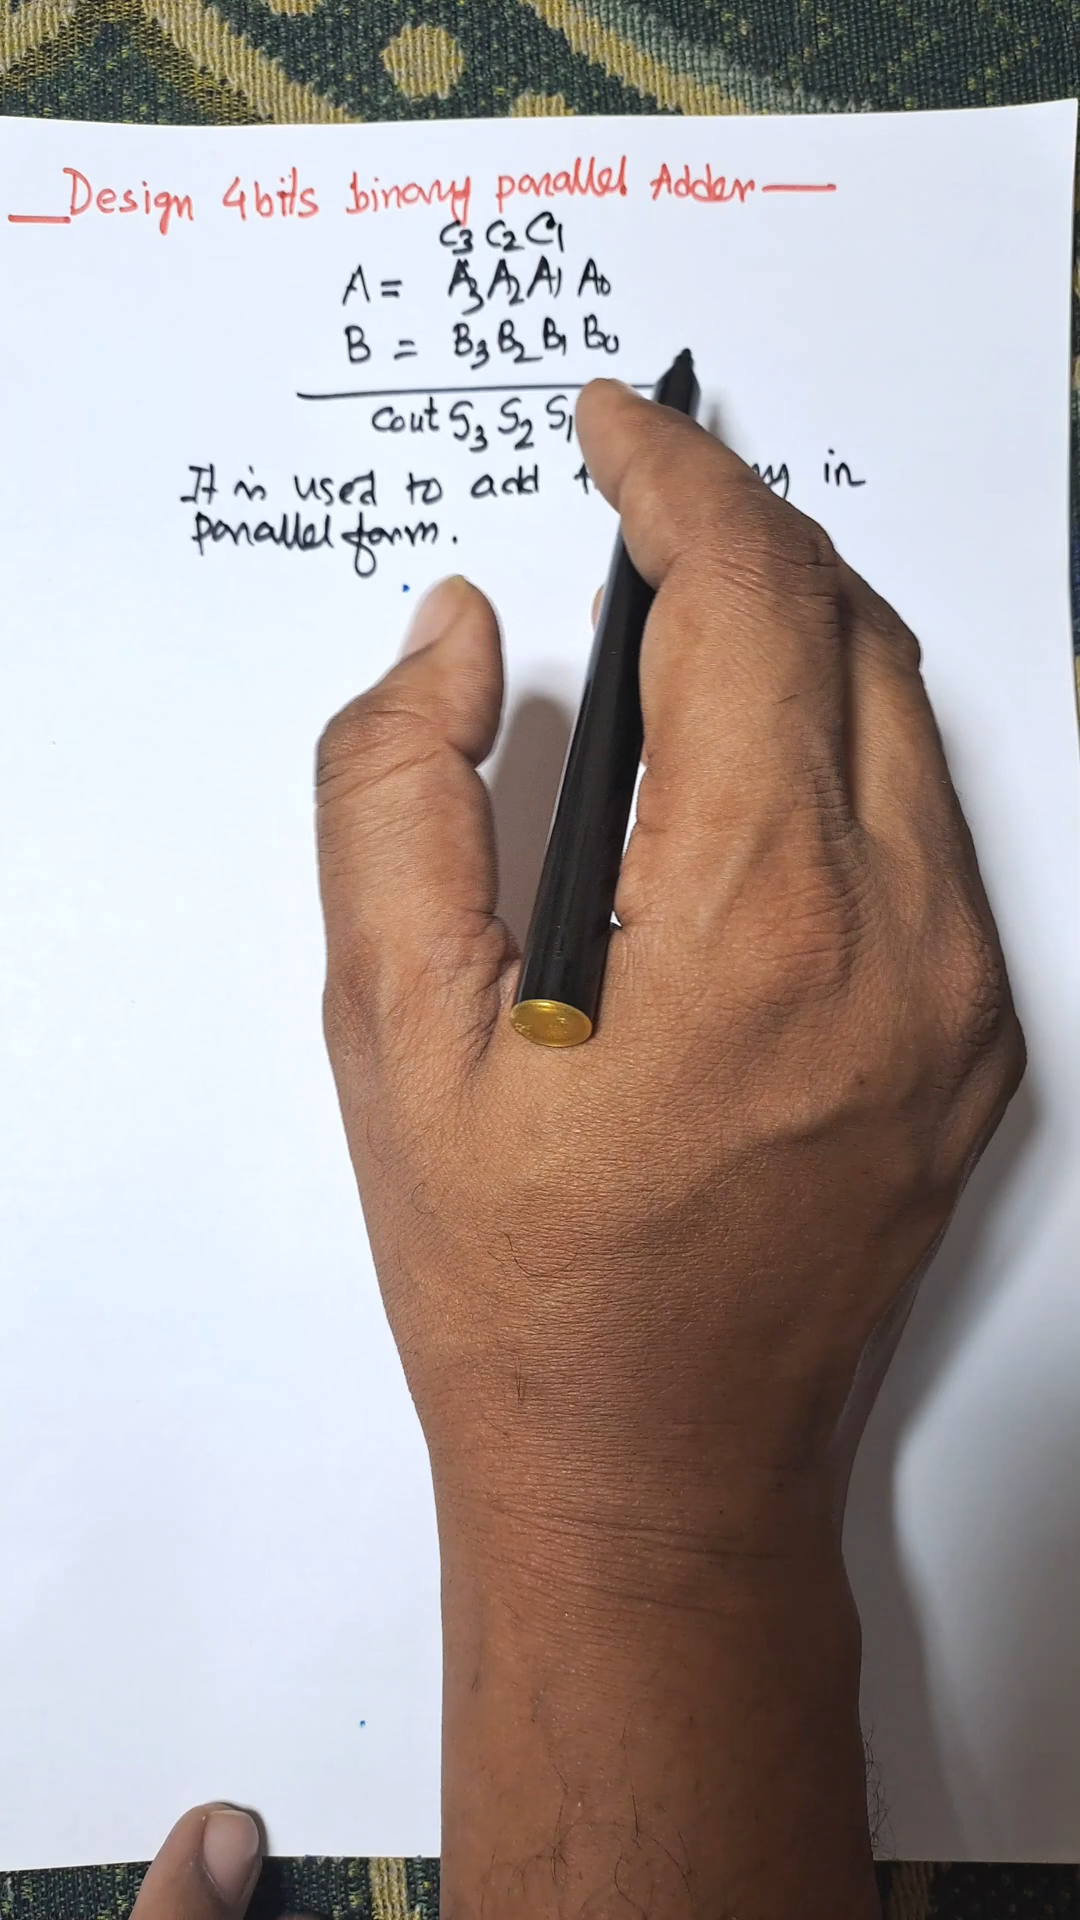 Design 4bits binary parallel Adder
C3 C2 C1
A = A3 A2 A1 A0
B = B3 B2 B1 B0
Cout S3 S2 S1
It is used to add in
parallel form.